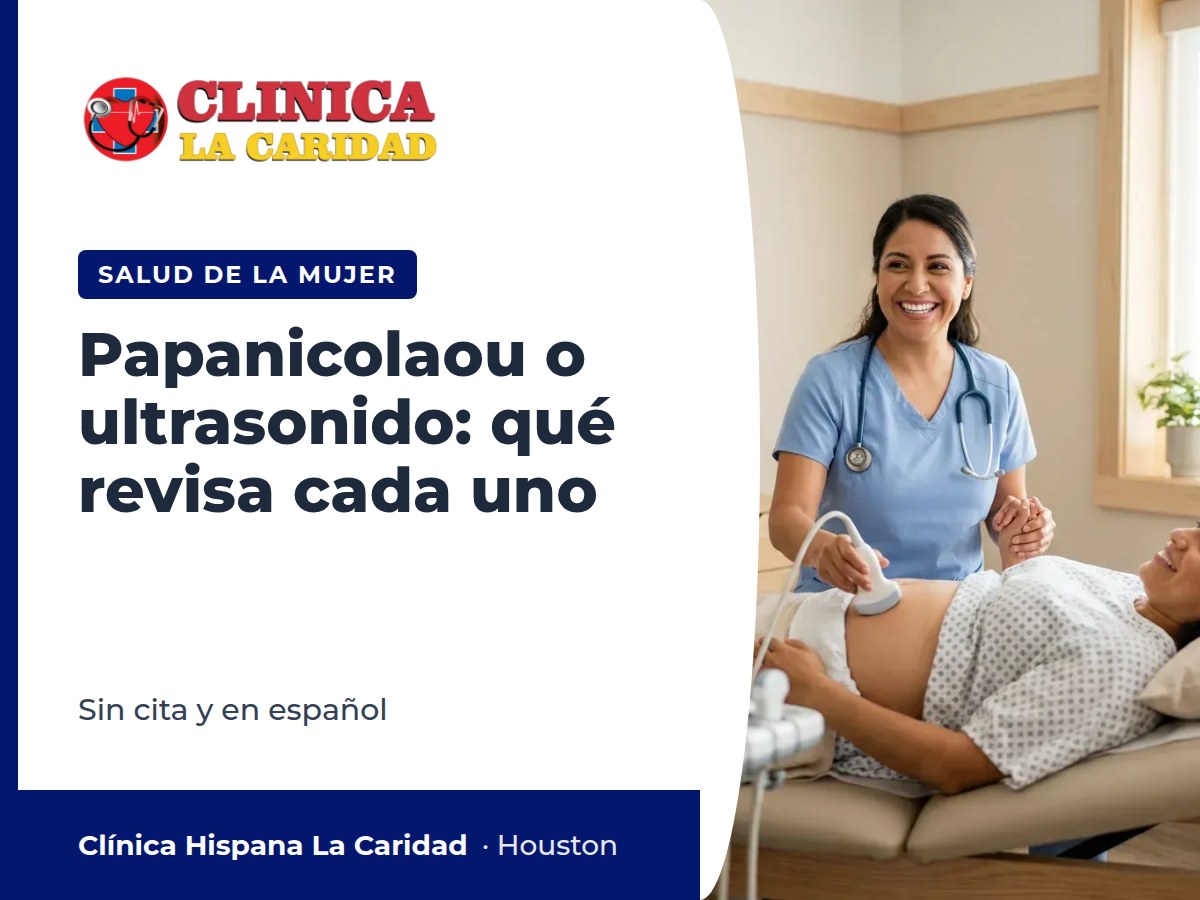 CLINICA
LA CARIDAD
SALUD DE LA MUJER
Papanicolaou o
ultrasonido: qué
revisa cada uno
Sin cita y en español
Clínica Hispana La Caridad · Houston